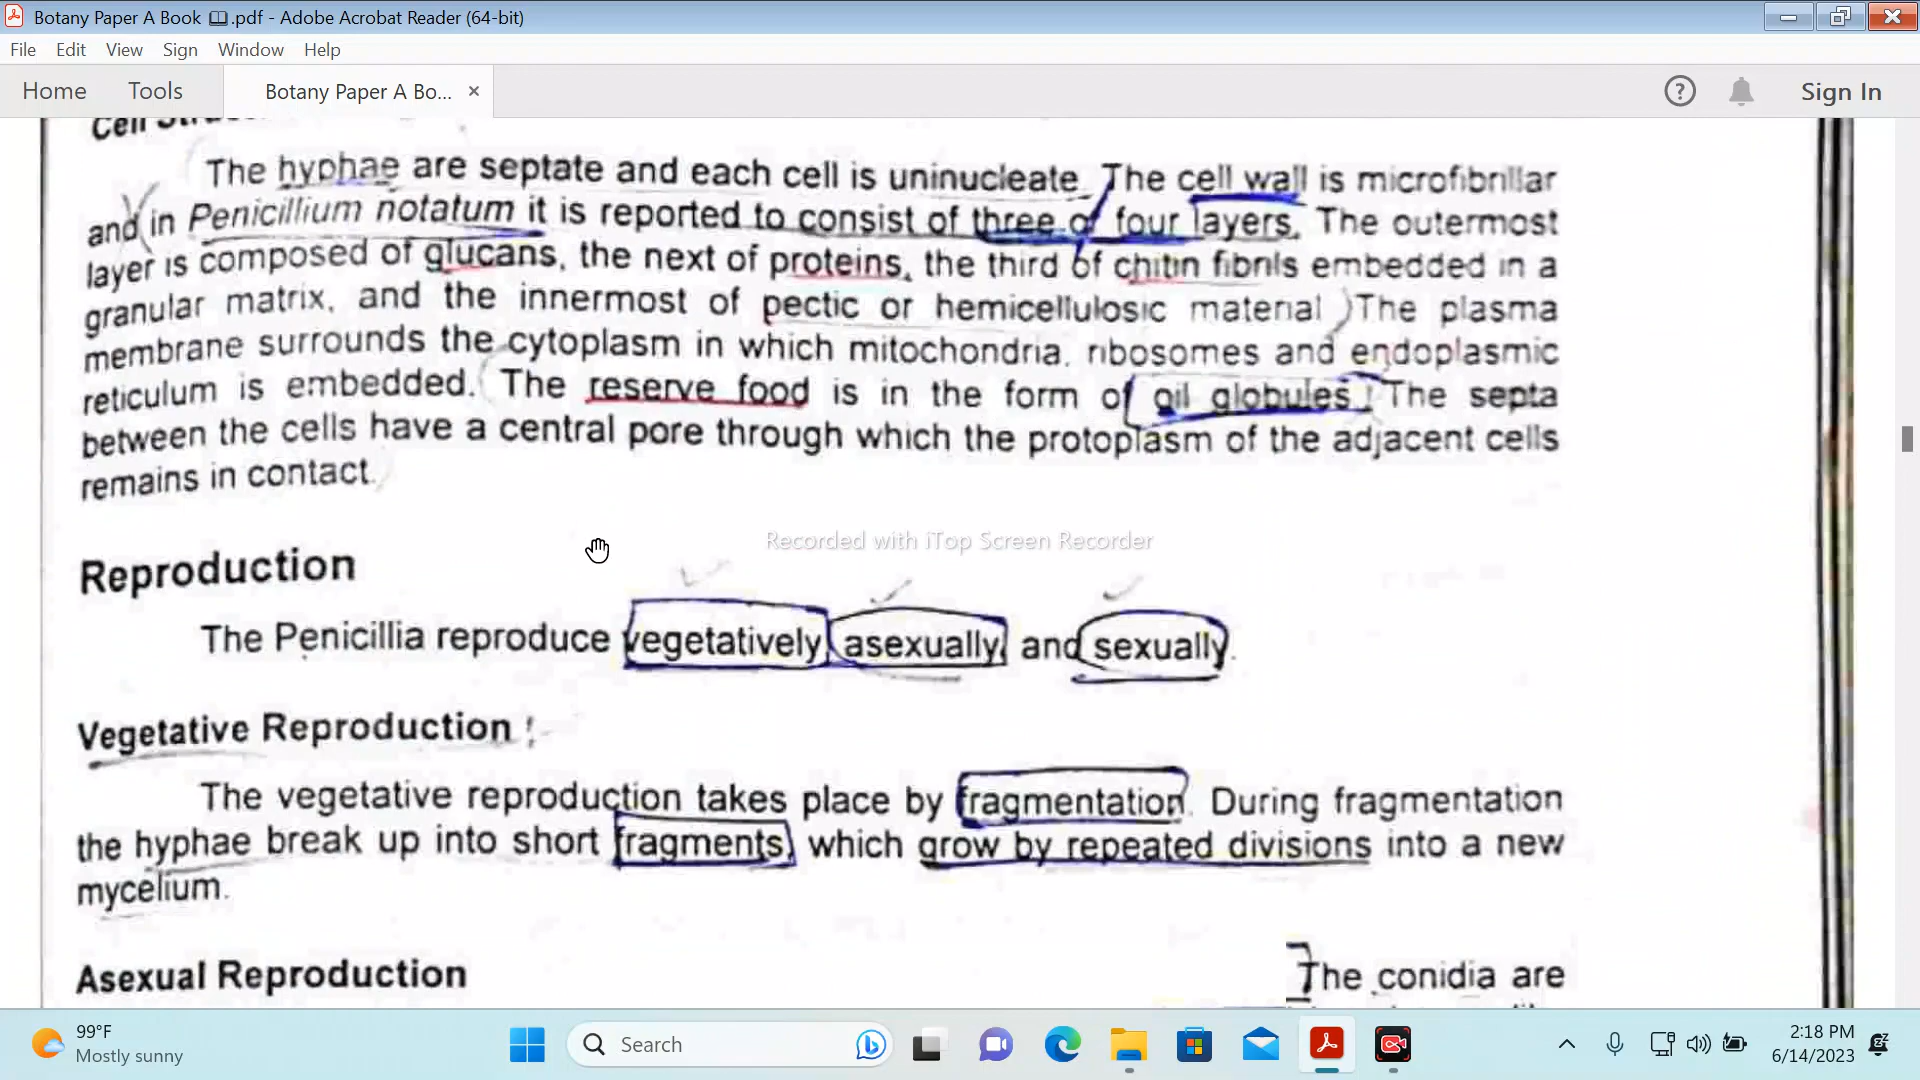 Botany Paper A Book 📖.pdf - Adobe Acrobat Reader (64-bit)
File Edit View Sign Window Help
Home Tools Botany Paper A Bo... × Sign In
The hyphae are septate and each cell is uninucleate. The cell wall is microfibrillar
and in Penicillium notatum it is reported to consist of three or four layers. The outermost
layer is composed of glucans, the next of proteins, the third of chitin fibrils embedded in a
granular matrix, and the innermost of pectic or hemicellulosic material. The plasma
membrane surrounds the cytoplasm in which mitochondria, ribosomes and endoplasmic
reticulum is embedded. The reserve food is in the form of oil globules. The septa
between the cells have a central pore through which the protoplasm of the adjacent cells
remains in contact.
Recorded with iTop Screen Recorder
Reproduction
The Penicillia reproduce vegetatively, asexually, and sexually.
Vegetative Reproduction
The vegetative reproduction takes place by fragmentation. During fragmentation
the hyphae break up into short fragments, which grow by repeated divisions into a new
mycelium.
Asexual Reproduction
The conidia are
99°F
Mostly sunny
Search
2:18 PM
6/14/2023